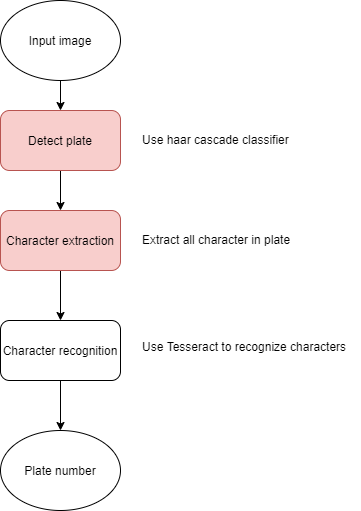 Input image
Detect plate
Use haar cascade classifier
Character extraction
Extract all character in plate
Character recognition
Use Tesseract to recognize characters
Plate number